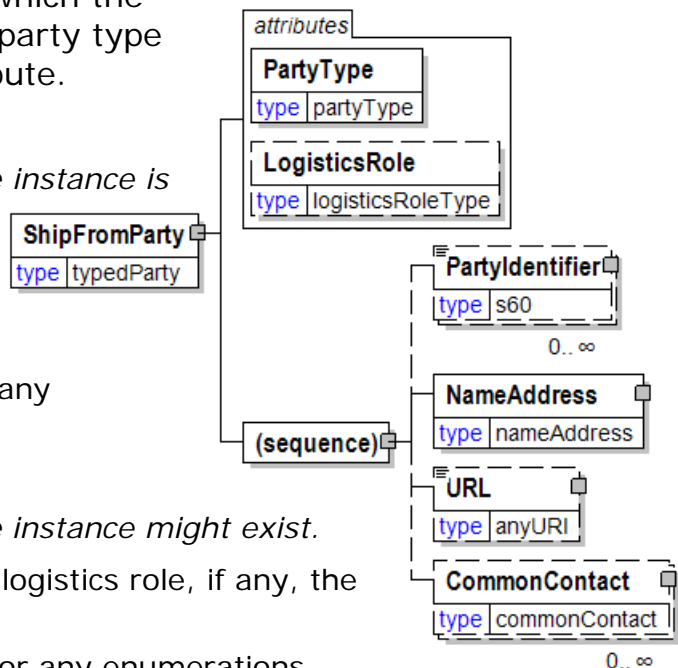 which the
party type
bute.
e instance is
any
e instance might exist.
logistics role, if any, the
or any enumerations
attributes
PartyType
type partyType
LogisticsRole
type logisticsRoleType
ShipFromParty
type typedParty
(sequence)
PartyIdentifier
type s60
0.. ∞
NameAddress
type nameAddress
URL
type anyURI
CommonContact
type commonContact
0.. ∞